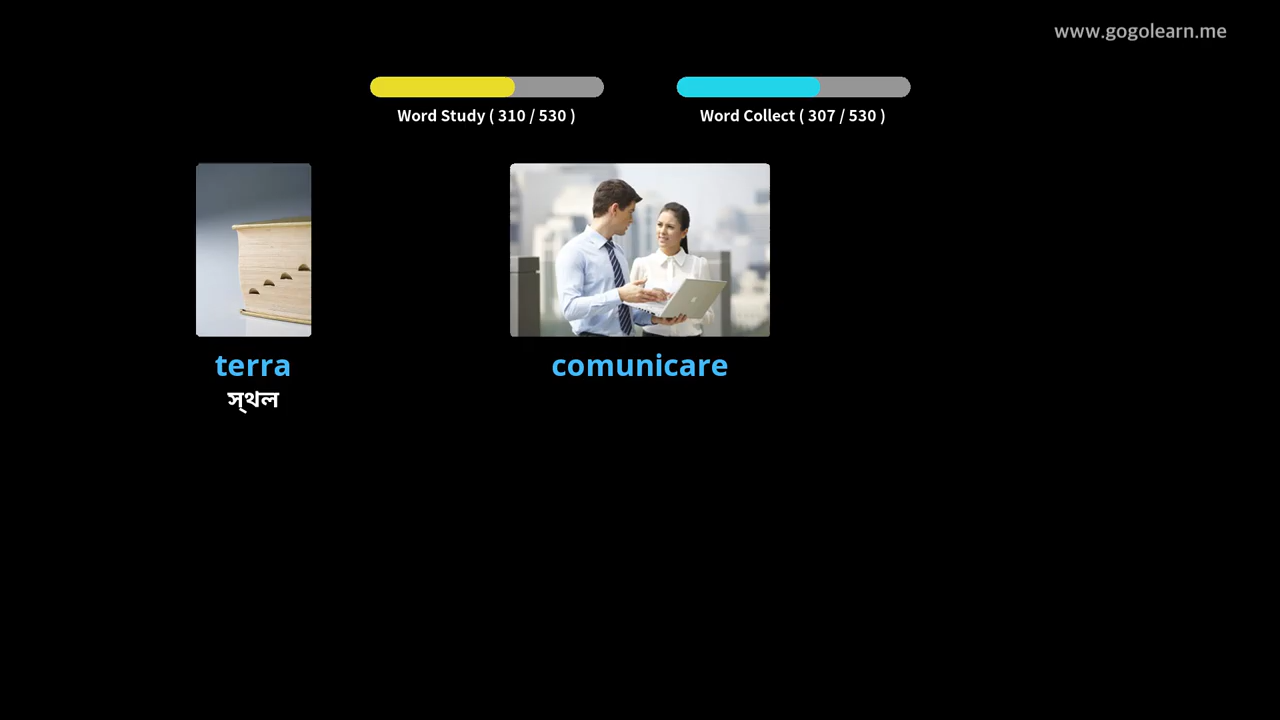 www.gogolearn.me
Word Study ( 310 / 530 )
Word Collect ( 307 / 530 )
terra
স্থল
comunicare